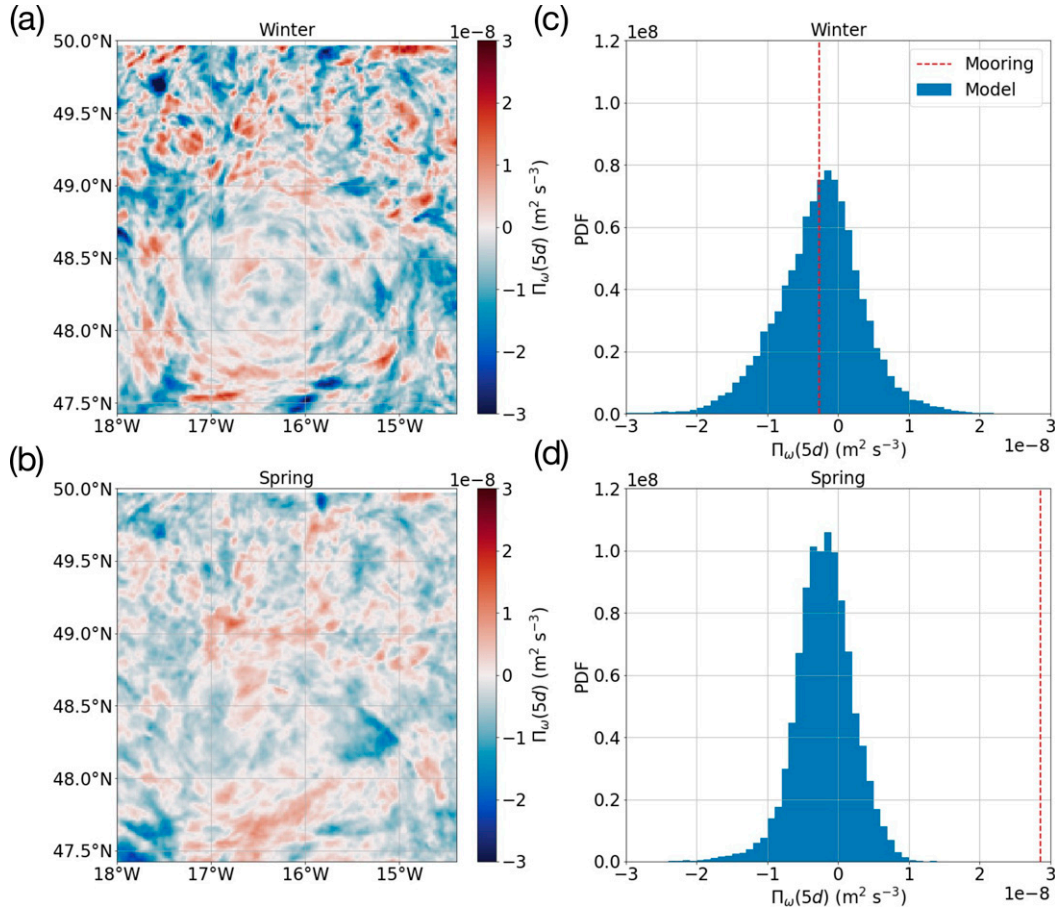 (a)
Winter
1e−8
50.0°N
49.5°N
49.0°N
48.5°N
48.0°N
47.5°N
18°W 17°W 16°W 15°W
3
2
1
0
−1
−2
−3
Πω(5d) (m² s⁻³)
(c)
Winter
1e8
1.2
1.0
0.8
0.6
0.4
0.2
0.0
PDF
Mooring
Model
−3 −2 −1 0 1 2 3
1e−8
Πω(5d) (m² s⁻³)
(b)
Spring
1e−8
50.0°N
49.5°N
49.0°N
48.5°N
48.0°N
47.5°N
18°W 17°W 16°W 15°W
3
2
1
0
−1
−2
−3
Πω(5d) (m² s⁻³)
(d)
Spring
1e8
1.2
1.0
0.8
0.6
0.4
0.2
0.0
PDF
−3 −2 −1 0 1 2 3
1e−8
Πω(5d) (m² s⁻³)